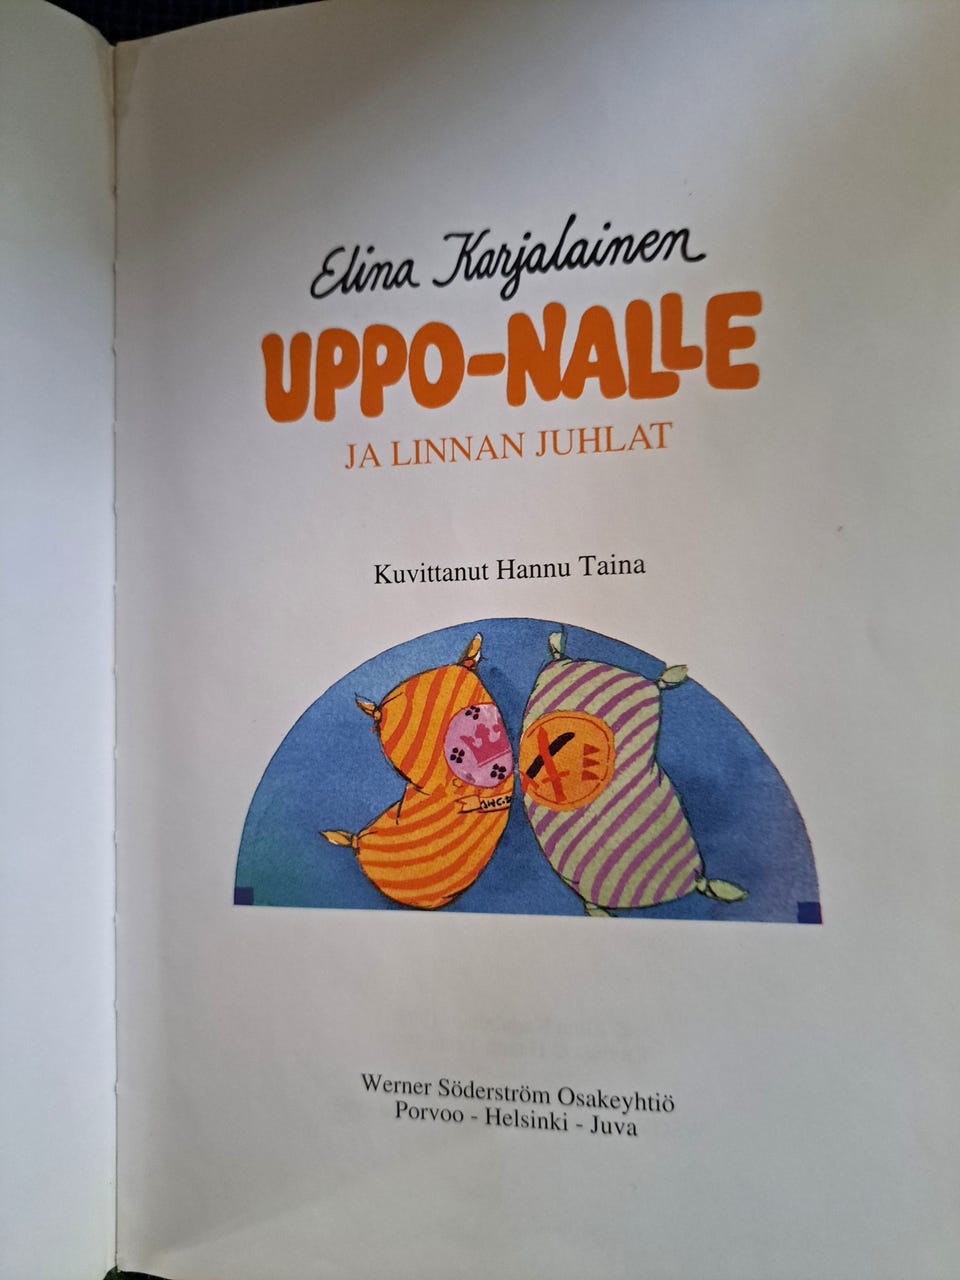 Elina Karjalainen
UPPO-NALLE
JA LINNAN JUHLAT
Kuvittanut Hannu Taina
Werner Söderström Osakeyhtiö
Porvoo - Helsinki - Juva